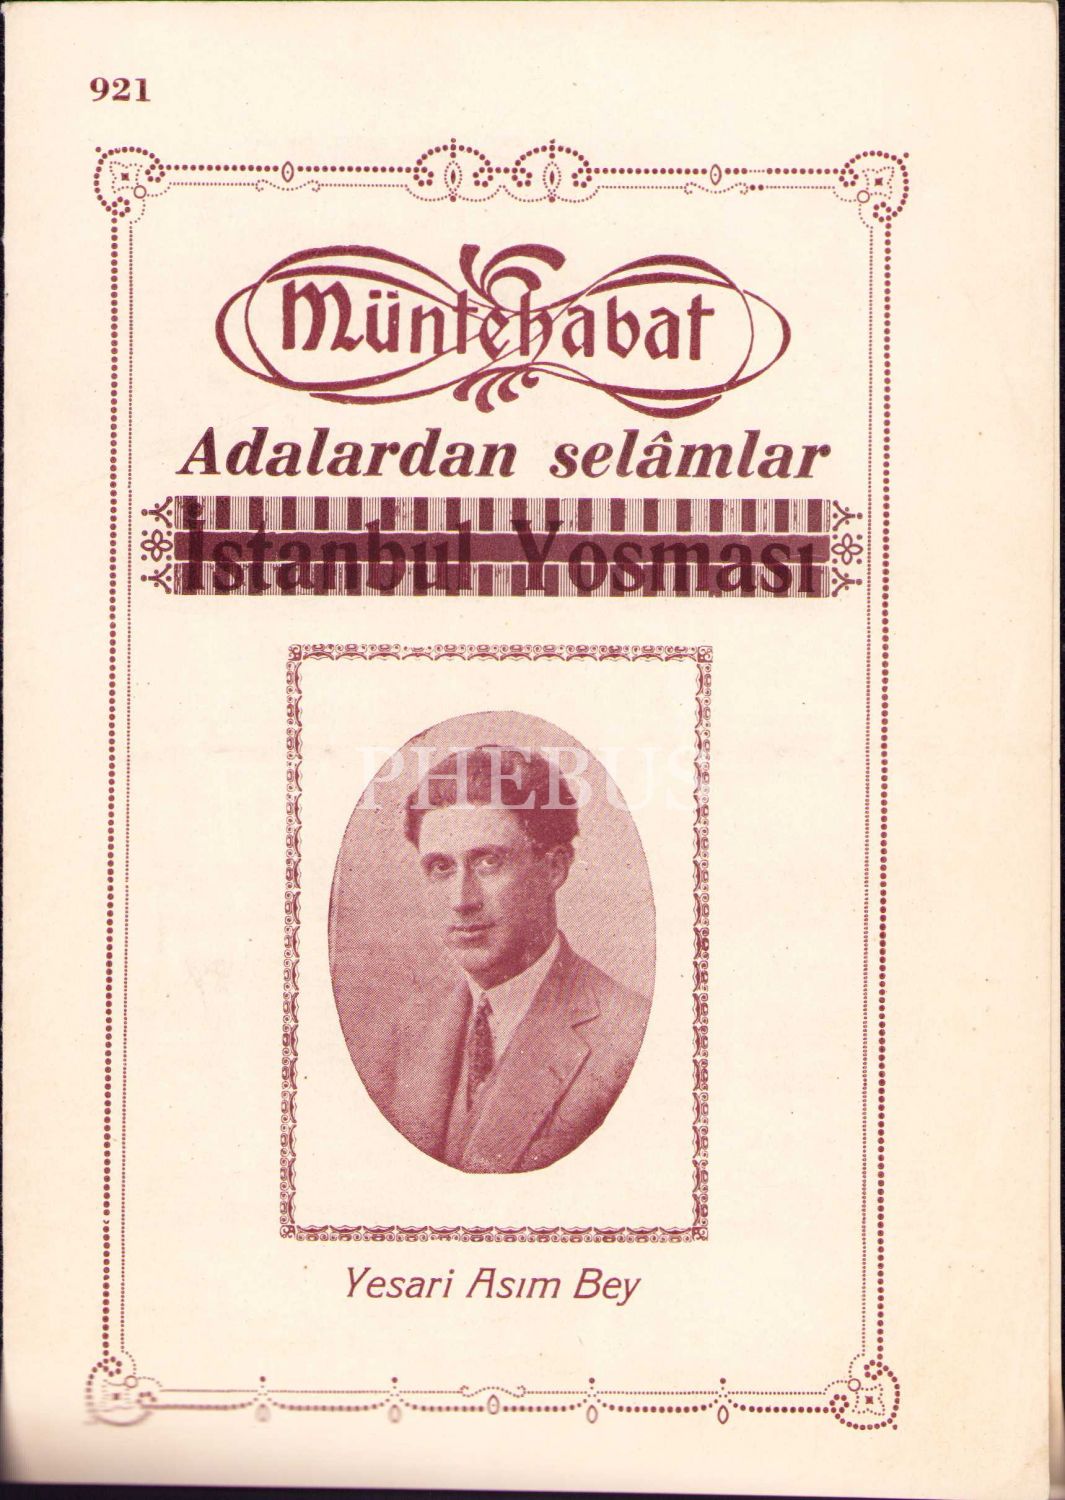 921
Müntehabat
Adalardan selâmlar
İstanbul Yosması
PHEBUS
Yesari Asım Bey